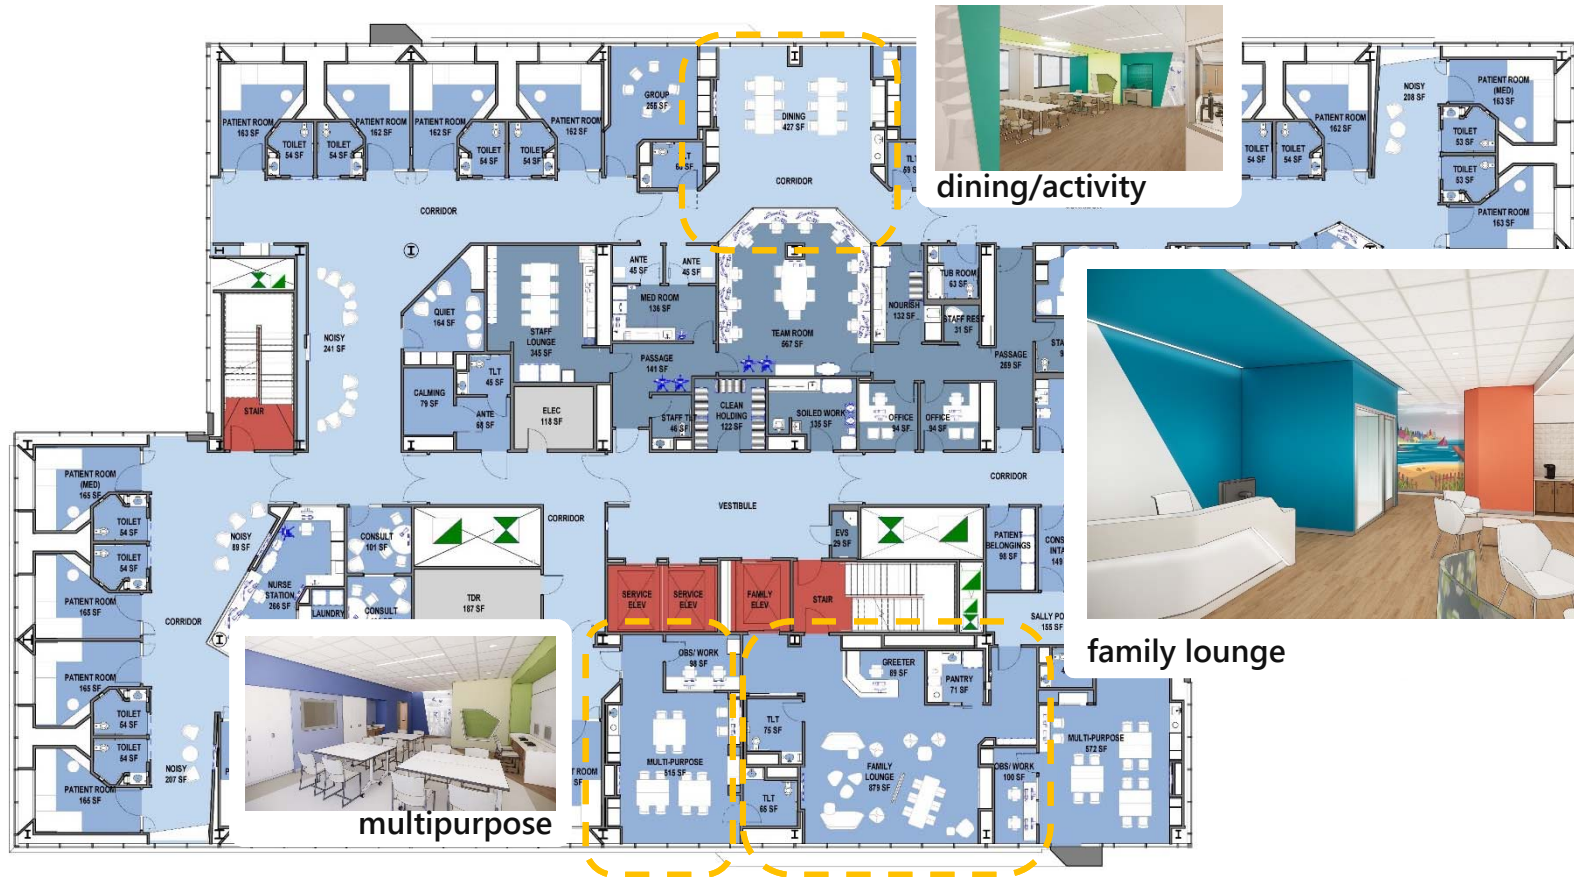 GROUP
255 SF
DINING
427 SF
NOISY
208 SF
PATIENT ROOM
(MED)
163 SF
PATIENT ROOM
163 SF
PATIENT ROOM
162 SF
PATIENT ROOM
162 SF
PATIENT ROOM
162 SF
PATIENT ROOM
162 SF
TOILET
54 SF
TOILET
54 SF
TOILET
54 SF
TOILET
54 SF
TOILET
54 SF
TOILET
54 SF
TOILET
53 SF
TOILET
53 SF
CORRIDOR
dining/activity
CORRIDOR
PATIENT ROOM
163 SF
ANTE
45 SF
ANTE
45 SF
TUB ROOM
63 SF
MED ROOM
136 SF
NOURISH
132 SF
STAFF REST
31 SF
QUIET
164 SF
NOISY
241 SF
STAFF
LOUNGE
345 SF
TEAM ROOM
667 SF
PASSAGE
141 SF
PASSAGE
269 SF
TLT
45 SF
CALMING
79 SF
ANTE
68 SF
ELEC
118 SF
STAFF TLT
46 SF
CLEAN
HOLDING
122 SF
SOILED WORK
135 SF
OFFICE
94 SF
OFFICE
94 SF
STAIR
PATIENT ROOM
(MED)
165 SF
CORRIDOR
TOILET
54 SF
NOISY
89 SF
CONSULT
101 SF
CORRIDOR
VESTIBULE
EVS
29 SF
PATIENT
BELONGINGS
98 SF
TOILET
54 SF
NURSE
STATION
266 SF
LAUNDRY
CONSULT
TDR
187 SF
SERVICE
ELEV
SERVICE
ELEV
FAMILY
ELEV
STAIR
PATIENT ROOM
165 SF
CORRIDOR
155 SF
family lounge
OBS/ WORK
98 SF
GREETER
89 SF
PANTRY
71 SF
PATIENT ROOM
165 SF
TOILET
54 SF
TLT
75 SF
MULTI-PURPOSE
572 SF
TOILET
54 SF
NOISY
207 SF
MULTI-PURPOSE
515 SF
FAMILY
LOUNGE
879 SF
OBS/ WORK
100 SF
PATIENT ROOM
165 SF
TLT
65 SF
multipurpose